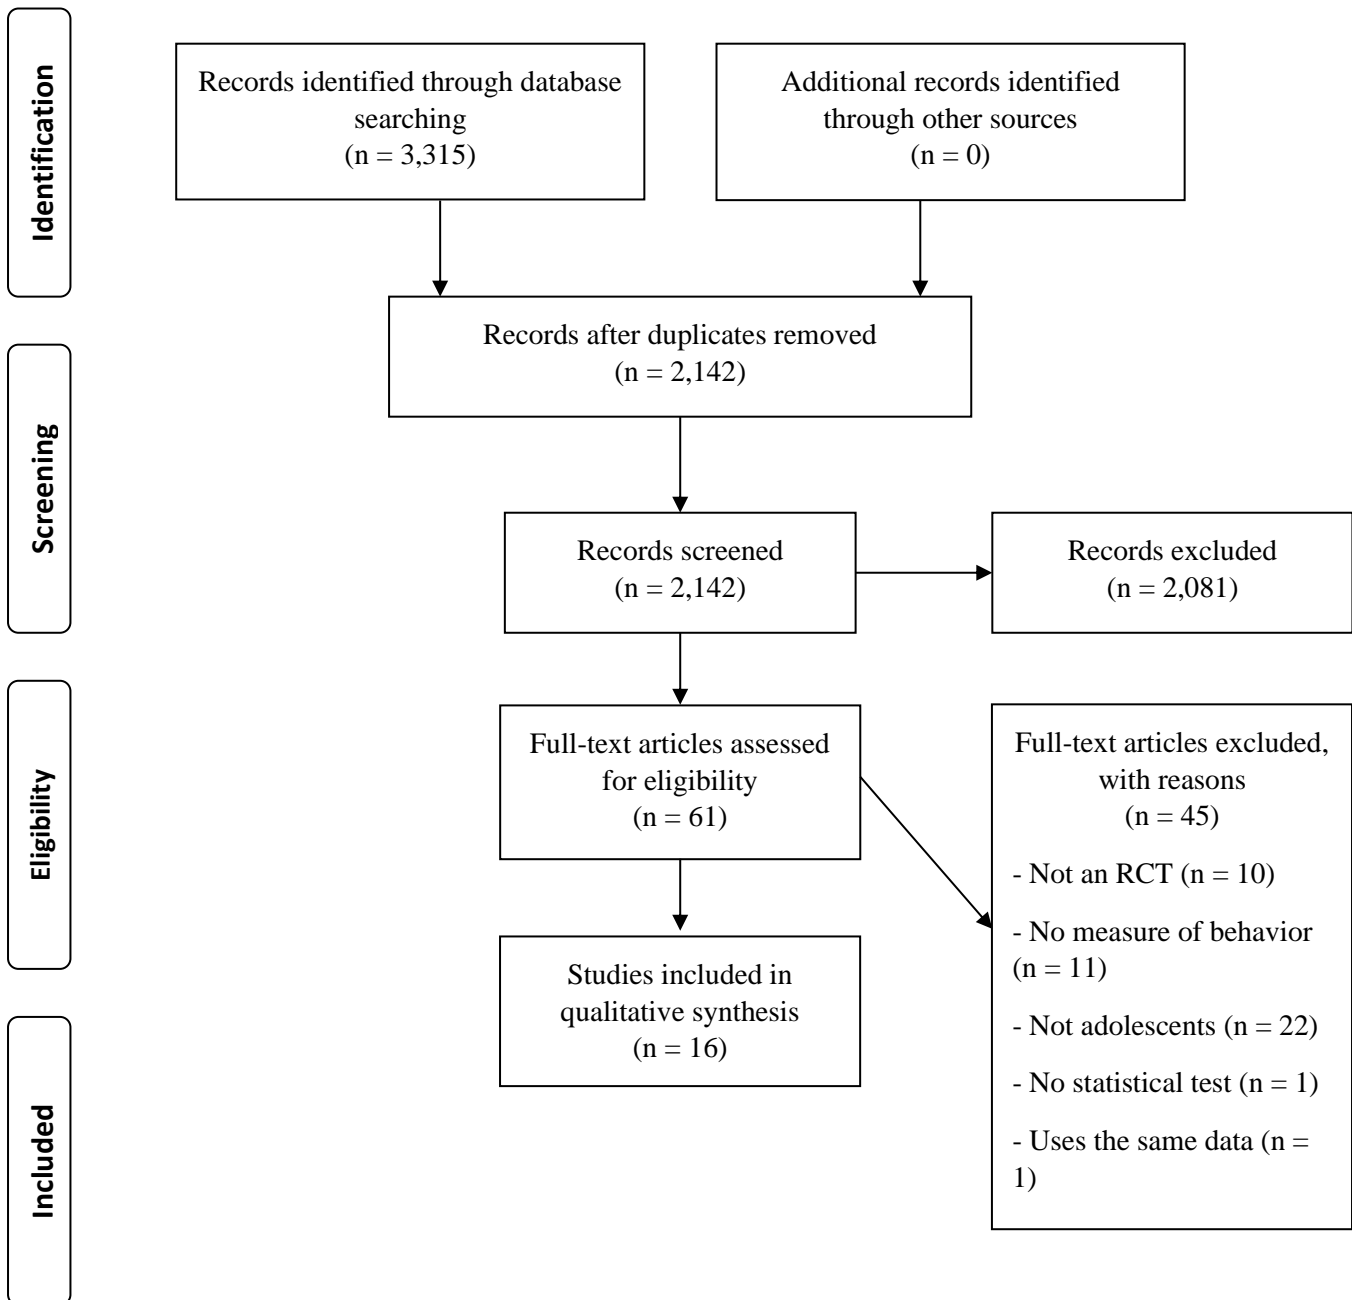 Identification
Records identified through database
searching
(n = 3,315)
Additional records identified
through other sources
(n = 0)
Records after duplicates removed
(n = 2,142)
Screening
Records screened
(n = 2,142)
Records excluded
(n = 2,081)
Eligibility
Full-text articles assessed
for eligibility
(n = 61)
Full-text articles excluded,
with reasons
(n = 45)
- Not an RCT (n = 10)
- No measure of behavior
(n = 11)
- Not adolescents (n = 22)
- No statistical test (n = 1)
- Uses the same data (n =
1)
Studies included in
qualitative synthesis
(n = 16)
Included